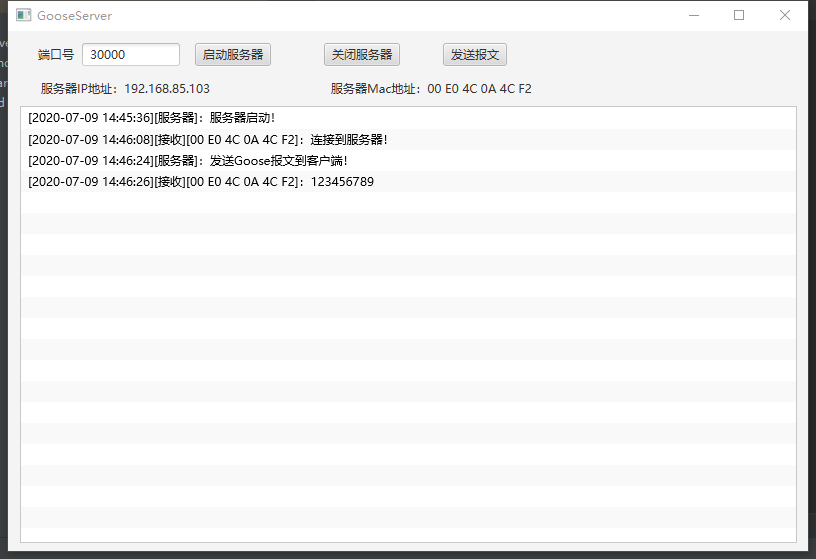 GooseServer
端口号 30000 启动服务器 关闭服务器 发送报文
服务器IP地址：192.168.85.103 服务器Mac地址：00 E0 4C 0A 4C F2
[2020-07-09 14:45:36][服务器]：服务器启动！
[2020-07-09 14:46:08][接收][00 E0 4C 0A 4C F2]：连接到服务器！
[2020-07-09 14:46:24][服务器]：发送Goose报文到客户端！
[2020-07-09 14:46:26][接收][00 E0 4C 0A 4C F2]：123456789